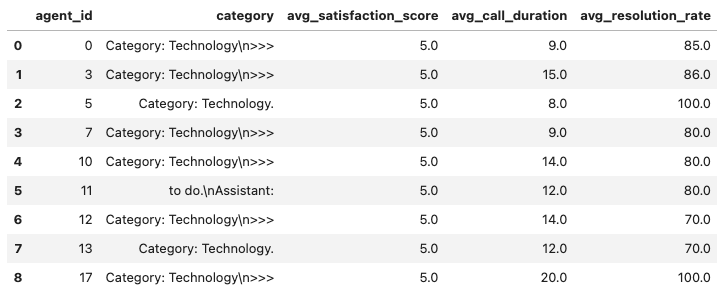 agent_id category avg_satisfaction_score avg_call_duration avg_resolution_rate
0 0 Category: Technology\n>>> 5.0 9.0 85.0
1 3 Category: Technology\n>>> 5.0 15.0 86.0
2 5 Category: Technology. 5.0 8.0 100.0
3 7 Category: Technology\n>>> 5.0 9.0 80.0
4 10 Category: Technology\n>>> 5.0 14.0 80.0
5 11 to do.\nAssistant: 5.0 12.0 80.0
6 12 Category: Technology\n>>> 5.0 14.0 70.0
7 13 Category: Technology. 5.0 12.0 70.0
8 17 Category: Technology\n>>> 5.0 20.0 100.0